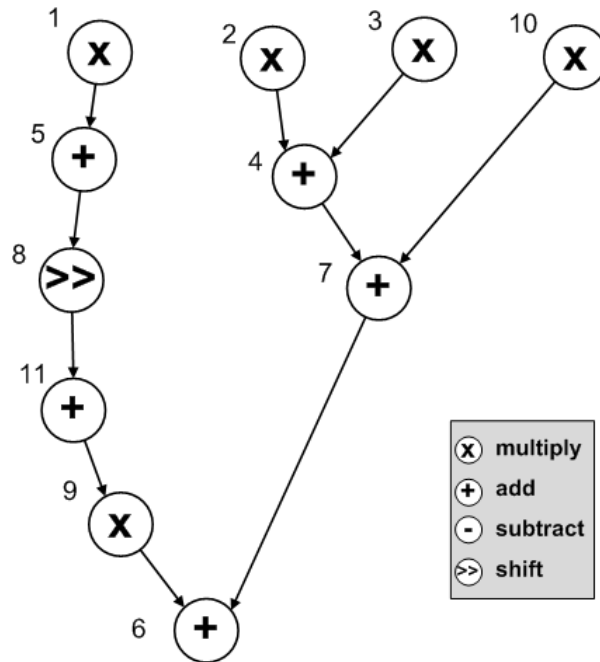 1
2
3
10
x
x
x
x
5
+
4
+
8
>>
7
+
11
+
9
x
6
+
x multiply
+ add
- subtract
>> shift